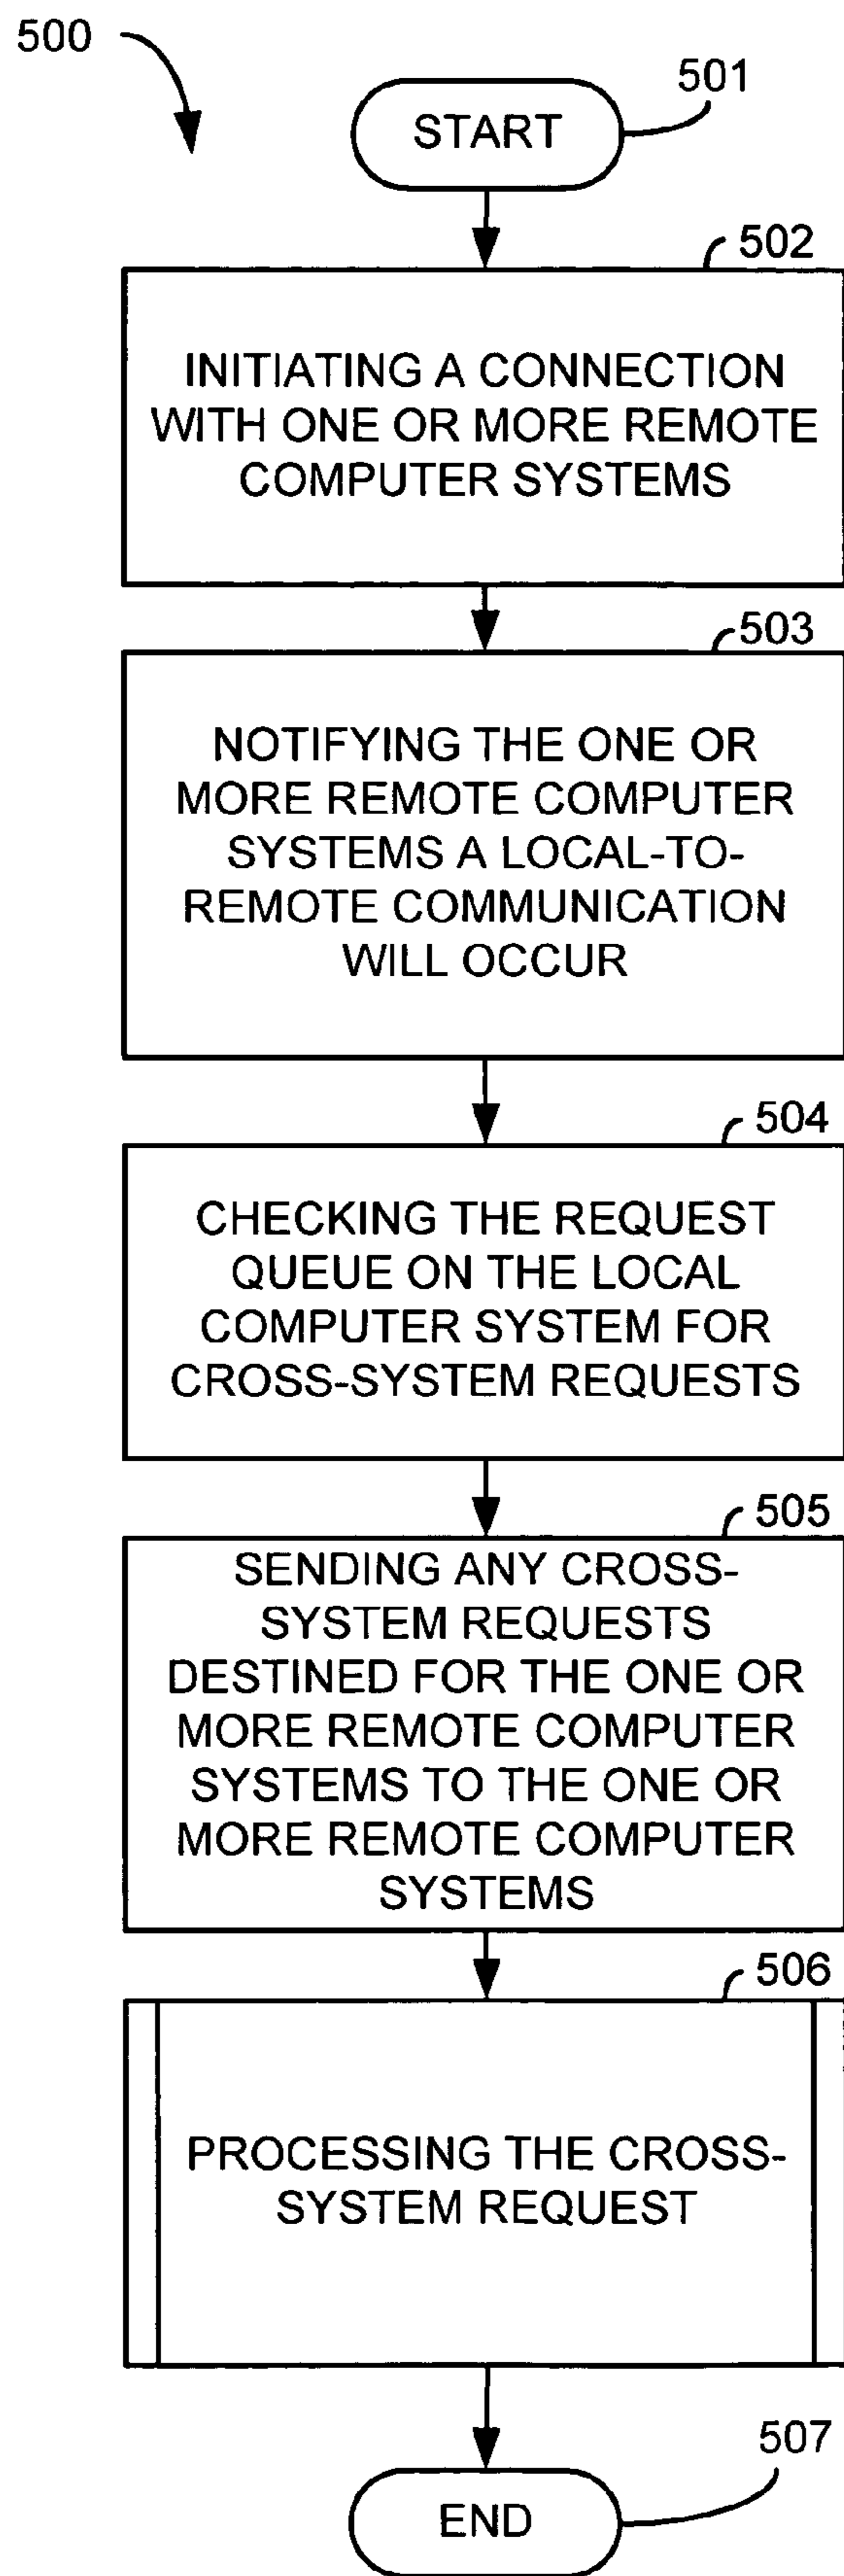 500
501
START
502
INITIATING A CONNECTION
WITH ONE OR MORE REMOTE
COMPUTER SYSTEMS
503
NOTIFYING THE ONE OR
MORE REMOTE COMPUTER
SYSTEMS A LOCAL-TO-
REMOTE COMMUNICATION
WILL OCCUR
504
CHECKING THE REQUEST
QUEUE ON THE LOCAL
COMPUTER SYSTEM FOR
CROSS-SYSTEM REQUESTS
505
SENDING ANY CROSS-
SYSTEM REQUESTS
DESTINED FOR THE ONE OR
MORE REMOTE COMPUTER
SYSTEMS TO THE ONE OR
MORE REMOTE COMPUTER
SYSTEMS
506
PROCESSING THE CROSS-
SYSTEM REQUEST
507
END